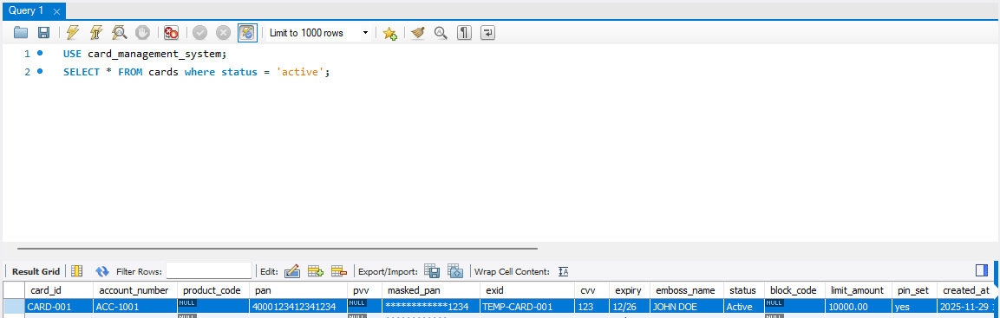 Query 1
Limit to 1000 rows
1 USE card_management_system;
2 SELECT * FROM cards where status = 'active';
Result Grid Filter Rows: Edit: Export/Import: Wrap Cell Content:
card_id account_number product_code pan pvv masked_pan exid cvv expiry emboss_name status block_code limit_amount pin_set created_at
CARD-001 ACC-1001 NULL 4000123412341234 NULL ************1234 TEMP-CARD-001 123 12/26 JOHN DOE Active NULL 10000.00 yes 2025-11-29
NULL NULL NULL